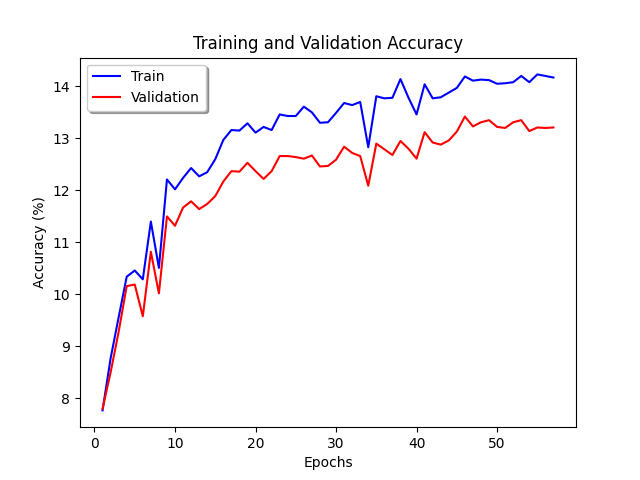 Training and Validation Accuracy
Train
Validation
Accuracy (%)
14
13
12
11
10
9
8
0 10 20 30 40 50
Epochs